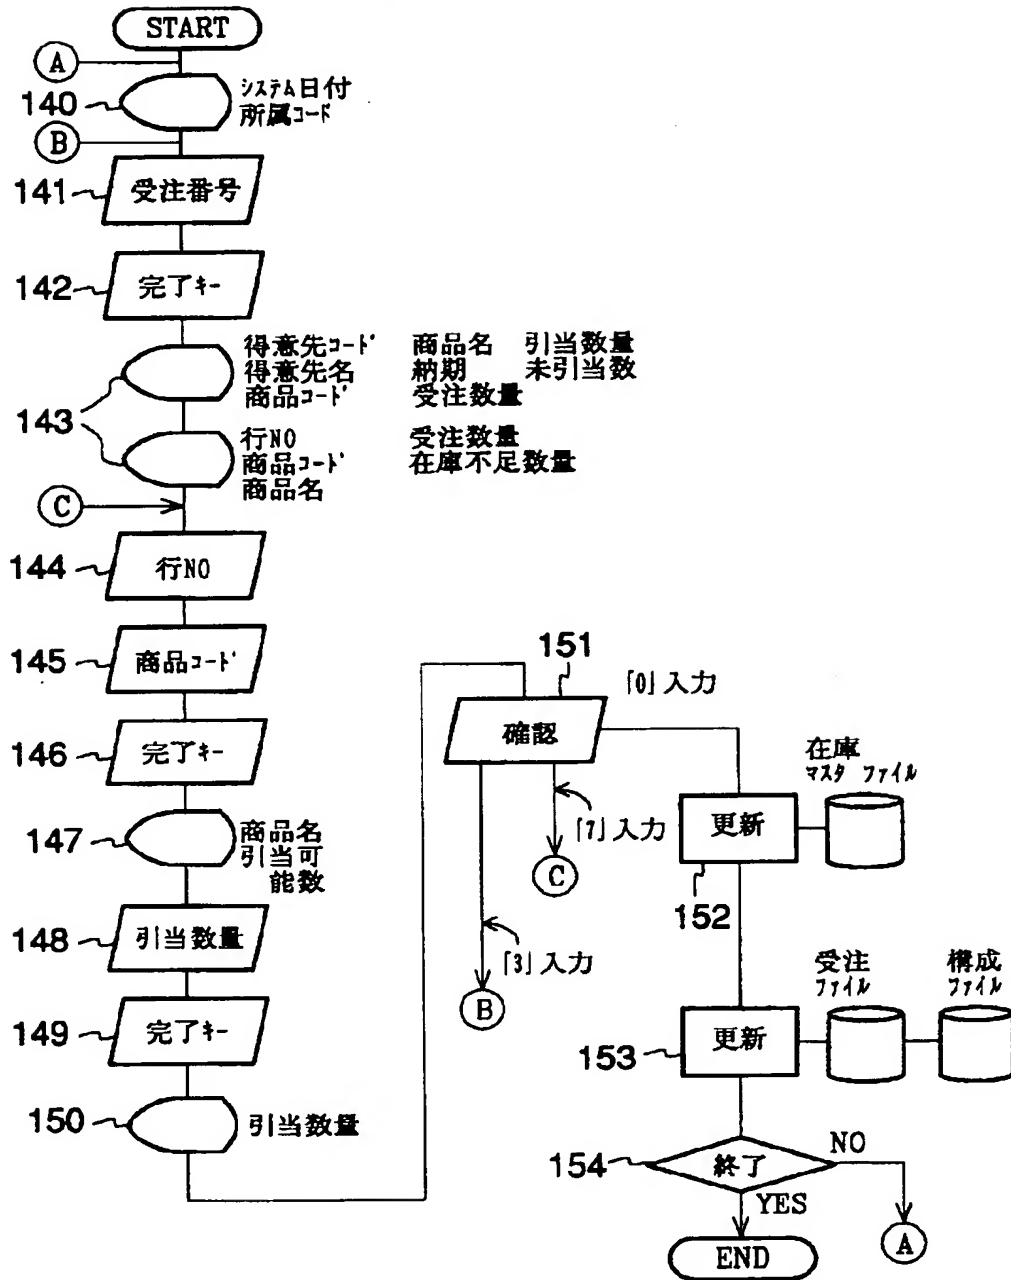 START
A
140
システム日付
所属コード
B
141
受注番号
142
完了キー
143
得意先コード 商品名 引当数量
得意先名 納期 未引当数
商品コード 受注数量
行NO 受注数量
商品コード 在庫不足数量
商品名
C
144
行NO
145
商品コード
146
完了キー
147
商品名
引当可
能数
148
引当数量
149
完了キー
150
引当数量
151
確認
「0」入力
「7」入力
C
「3」入力
B
在庫
マスタ ファイル
更新
152
受注
ファイル
構成
ファイル
更新
153
154
終了
NO
YES
A
END